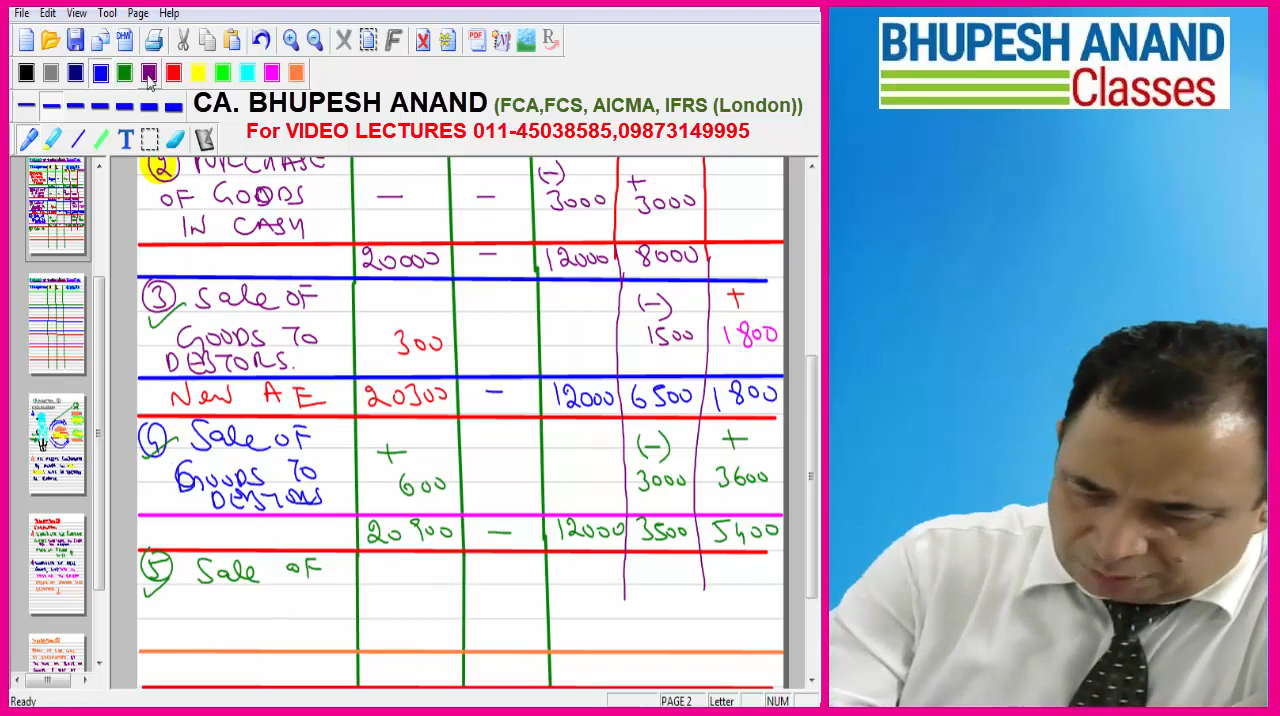 File Edit View Tool Page Help
BHUPESH ANAND
Classes
CA. BHUPESH ANAND (FCA,FCS, AICMA, IFRS (London))
For VIDEO LECTURES 011-45038585,09873149995
② PURCHASE (-) +
OF GOODS — — 3000 3000
IN CASH
20000 — 12000 8000
③ Sale OF (-) +
GOODS TO 300 1500 1800
DEBTORS.
New AE 20300 — 12000 6500 1800
④ Sale OF + (-) +
GOODS TO 600 3000 3600
DEBTORS
20900 — 12000 3500 5400
⑤ Sale OF
Ready PAGE 2 Letter NUM